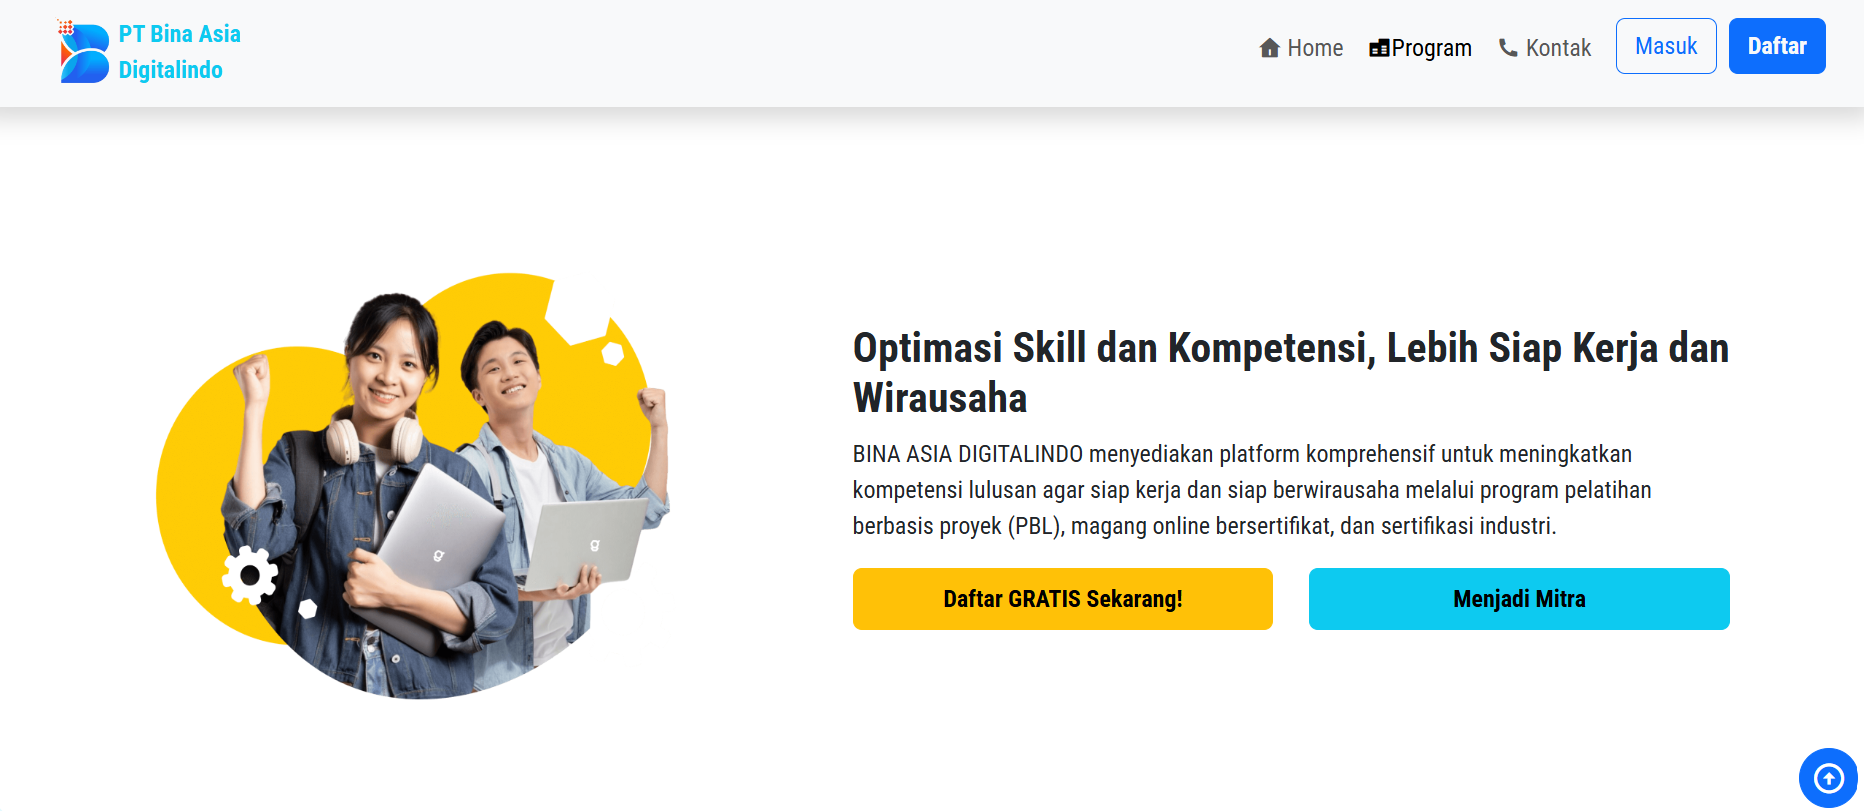 PT Bina Asia
Digitalindo
Home
Program
Kontak
Masuk
Daftar
Optimasi Skill dan Kompetensi, Lebih Siap Kerja dan
Wirausaha
BINA ASIA DIGITALINDO menyediakan platform komprehensif untuk meningkatkan
kompetensi lulusan agar siap kerja dan siap berwirausaha melalui program pelatihan
berbasis proyek (PBL), magang online bersertifikat, dan sertifikasi industri.
Daftar GRATIS Sekarang!
Menjadi Mitra